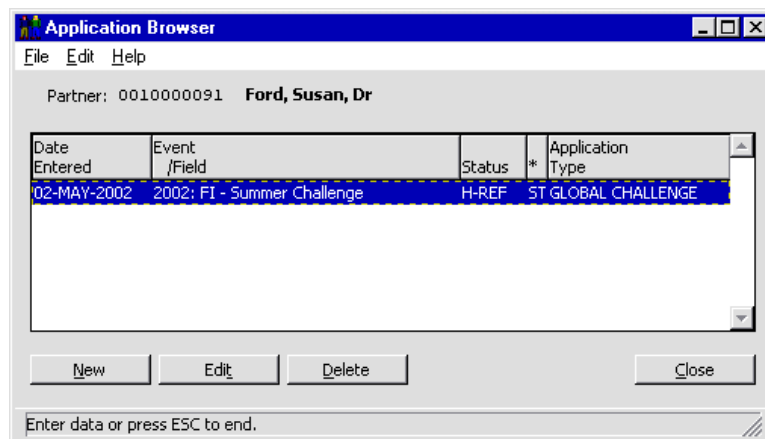 Application Browser
File Edit Help
Partner: 0010000091 Ford, Susan, Dr
Date Entered Event /Field Status * Application Type
02-MAY-2002 2002: FI - Summer Challenge H-REF ST GLOBAL CHALLENGE
New Edit Delete Close
Enter data or press ESC to end.